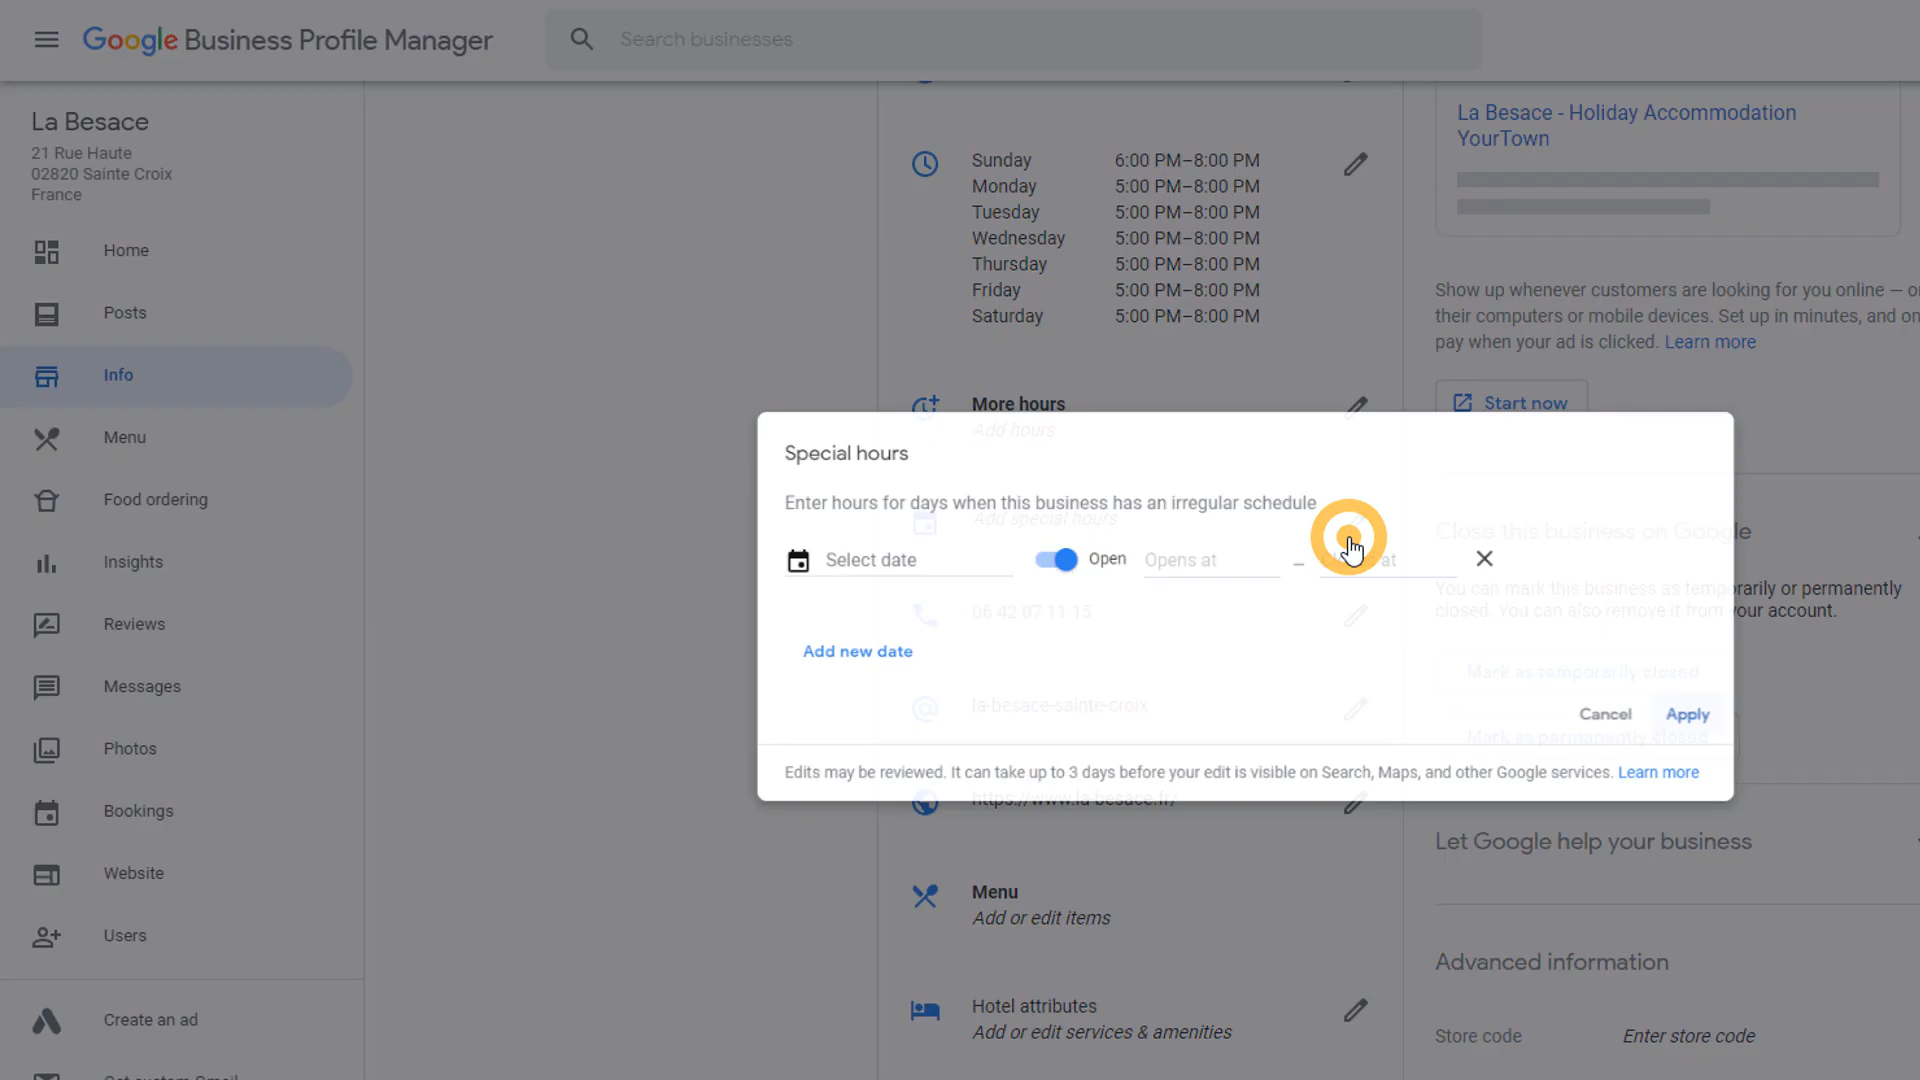 Google Business Profile Manager
Search businesses
La Besace
21 Rue Haute
02820 Sainte Croix
France
Home
Posts
Info
Menu
Food ordering
Insights
Reviews
Messages
Photos
Bookings
Website
Users
Create an ad
Get custom Gmail
Sunday 6:00 PM–8:00 PM
Monday 5:00 PM–8:00 PM
Tuesday 5:00 PM–8:00 PM
Wednesday 5:00 PM–8:00 PM
Thursday 5:00 PM–8:00 PM
Friday 5:00 PM–8:00 PM
Saturday 5:00 PM–8:00 PM
More hours
Add hours
Special hours
Enter hours for days when this business has an irregular schedule
Add special hours
Select date Open Opens at – at
06 42 07 11 15
Add new date
la-besace-sainte-croix
Cancel Apply
Edits may be reviewed. It can take up to 3 days before your edit is visible on Search, Maps, and other Google services. Learn more
https://www.la-besace.fr/
Menu
Add or edit items
Hotel attributes
Add or edit services & amenities
La Besace - Holiday Accommodation
YourTown
Show up whenever customers are looking for you online —
their computers or mobile devices. Set up in minutes, and
pay when your ad is clicked. Learn more
Start now
Close this business on Google
You can mark this business as temporarily or permanently
closed. You can also remove it from your account.
Mark as temporarily closed
Mark as permanently closed
Let Google help your business
Advanced information
Store code Enter store code